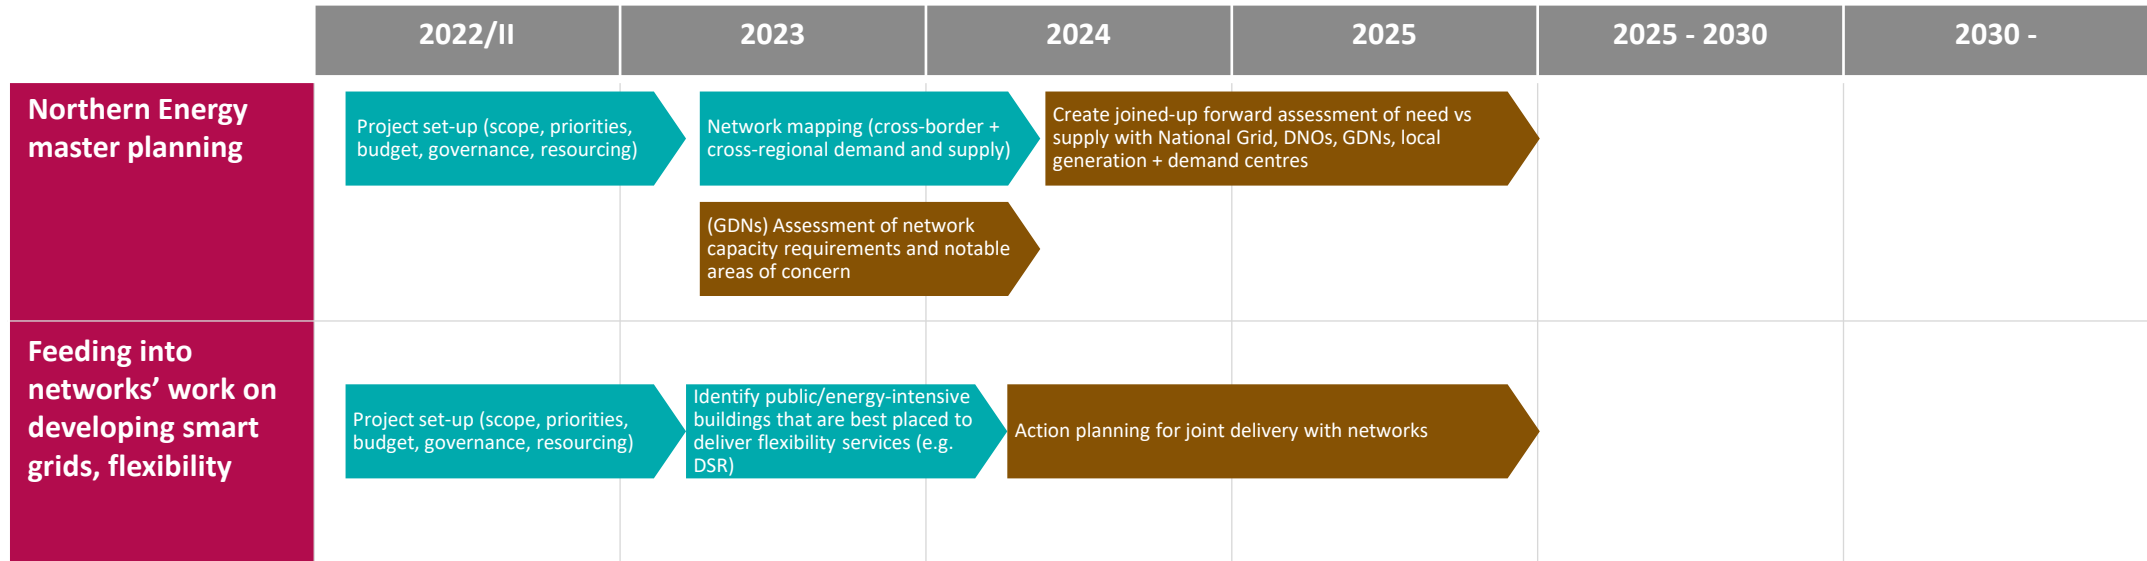 2022/II
2023
2024
2025
2025 - 2030
2030 -
Northern Energy
master planning
Project set-up (scope, priorities,
budget, governance, resourcing)
Network mapping (cross-border +
cross-regional demand and supply)
Create joined-up forward assessment of need vs
supply with National Grid, DNOs, GDNs, local
generation + demand centres
(GDNs) Assessment of network
capacity requirements and notable
areas of concern
Feeding into
networks’ work on
developing smart
grids, flexibility
Project set-up (scope, priorities,
budget, governance, resourcing)
Identify public/energy-intensive
buildings that are best placed to
deliver flexibility services (e.g.
DSR)
Action planning for joint delivery with networks